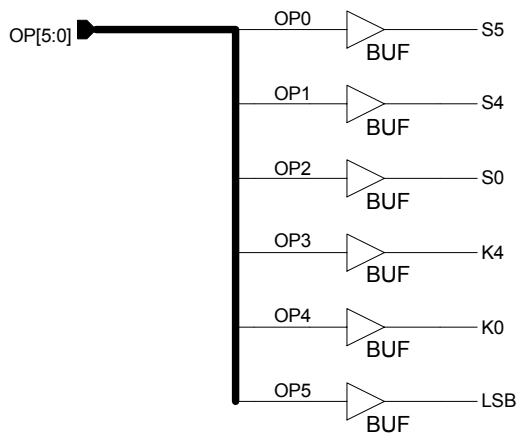 OP[5:0]
OP0 S5
BUF
OP1 S4
BUF
OP2 S0
BUF
OP3 K4
BUF
OP4 K0
BUF
OP5 LSB
BUF